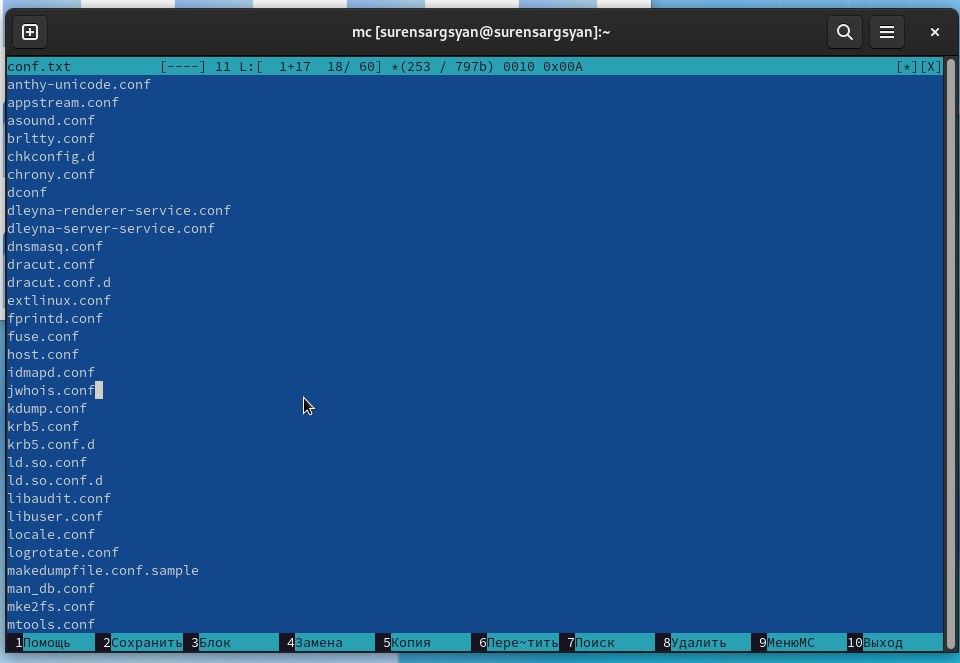 mc [surensargsyan@surensargsyan]:~
conf.txt [----] 11 L:[ 1+17 18/ 60] *(253 / 797b) 0010 0x00A [*][X]
anthy-unicode.conf
appstream.conf
asound.conf
brltty.conf
chkconfig.d
chrony.conf
dconf
dleyna-renderer-service.conf
dleyna-server-service.conf
dnsmasq.conf
dracut.conf
dracut.conf.d
extlinux.conf
fprintd.conf
fuse.conf
host.conf
idmapd.conf
jwhois.conf
kdump.conf
krb5.conf
krb5.conf.d
ld.so.conf
ld.so.conf.d
libaudit.conf
libuser.conf
locale.conf
logrotate.conf
makedumpfile.conf.sample
man_db.conf
mke2fs.conf
mtools.conf
1Помощь 2Сохранить 3Блок 4Замена 5Копия 6Пере~тить 7Поиск 8Удалить 9МенюMC 10Выход